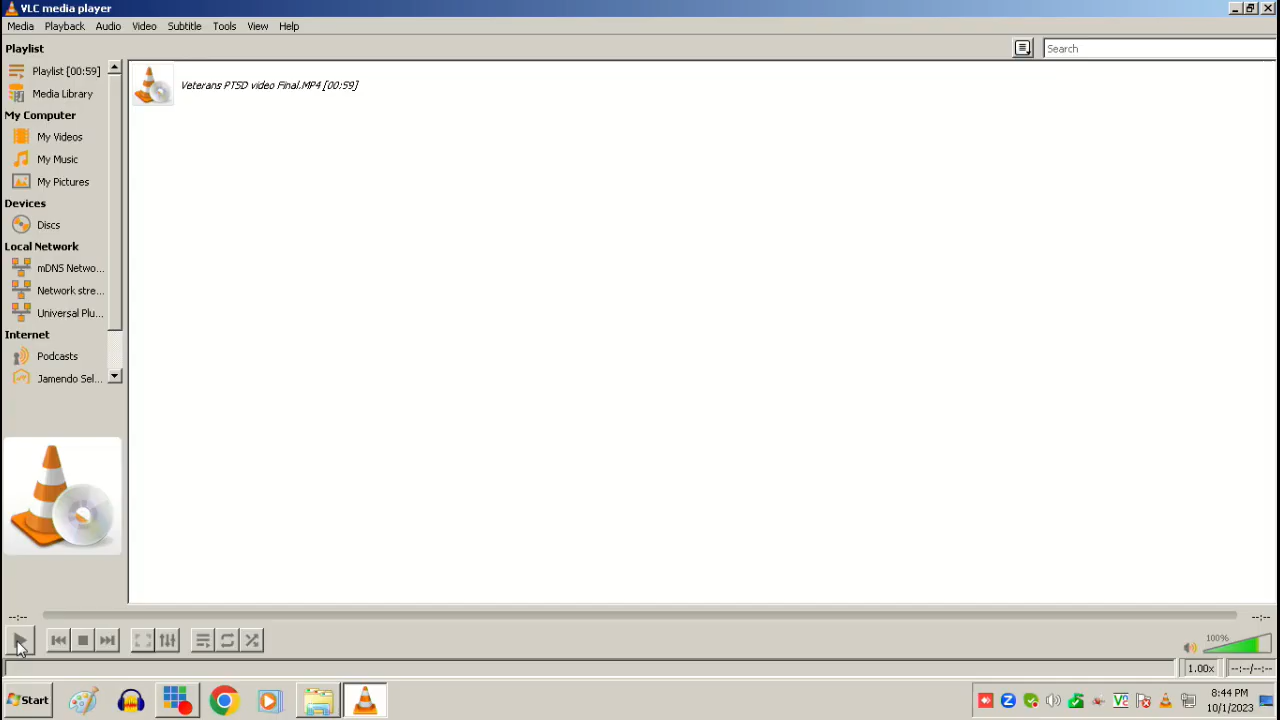 VLC media player
Media Playback Audio Video Subtitle Tools View Help
Playlist
Search
Playlist [00:59]
Veterans PTSD video Final.MP4 [00:59]
Media Library
My Computer
My Videos
My Music
My Pictures
Devices
Discs
Local Network
mDNS Netwo...
Network stre...
Universal Plu...
Internet
Podcasts
Jamendo Sel...
--:--
--:--
100%
1.00x
--:--/--:--
Start
8:44 PM
10/1/2023